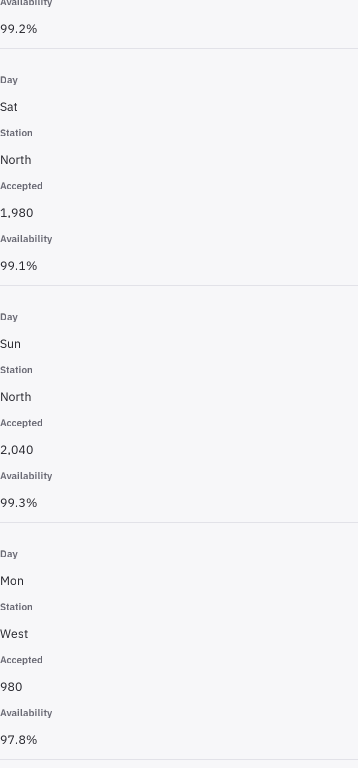 Availability
99.2%
Day
Sat
Station
North
Accepted
1,980
Availability
99.1%
Day
Sun
Station
North
Accepted
2,040
Availability
99.3%
Day
Mon
Station
West
Accepted
980
Availability
97.8%